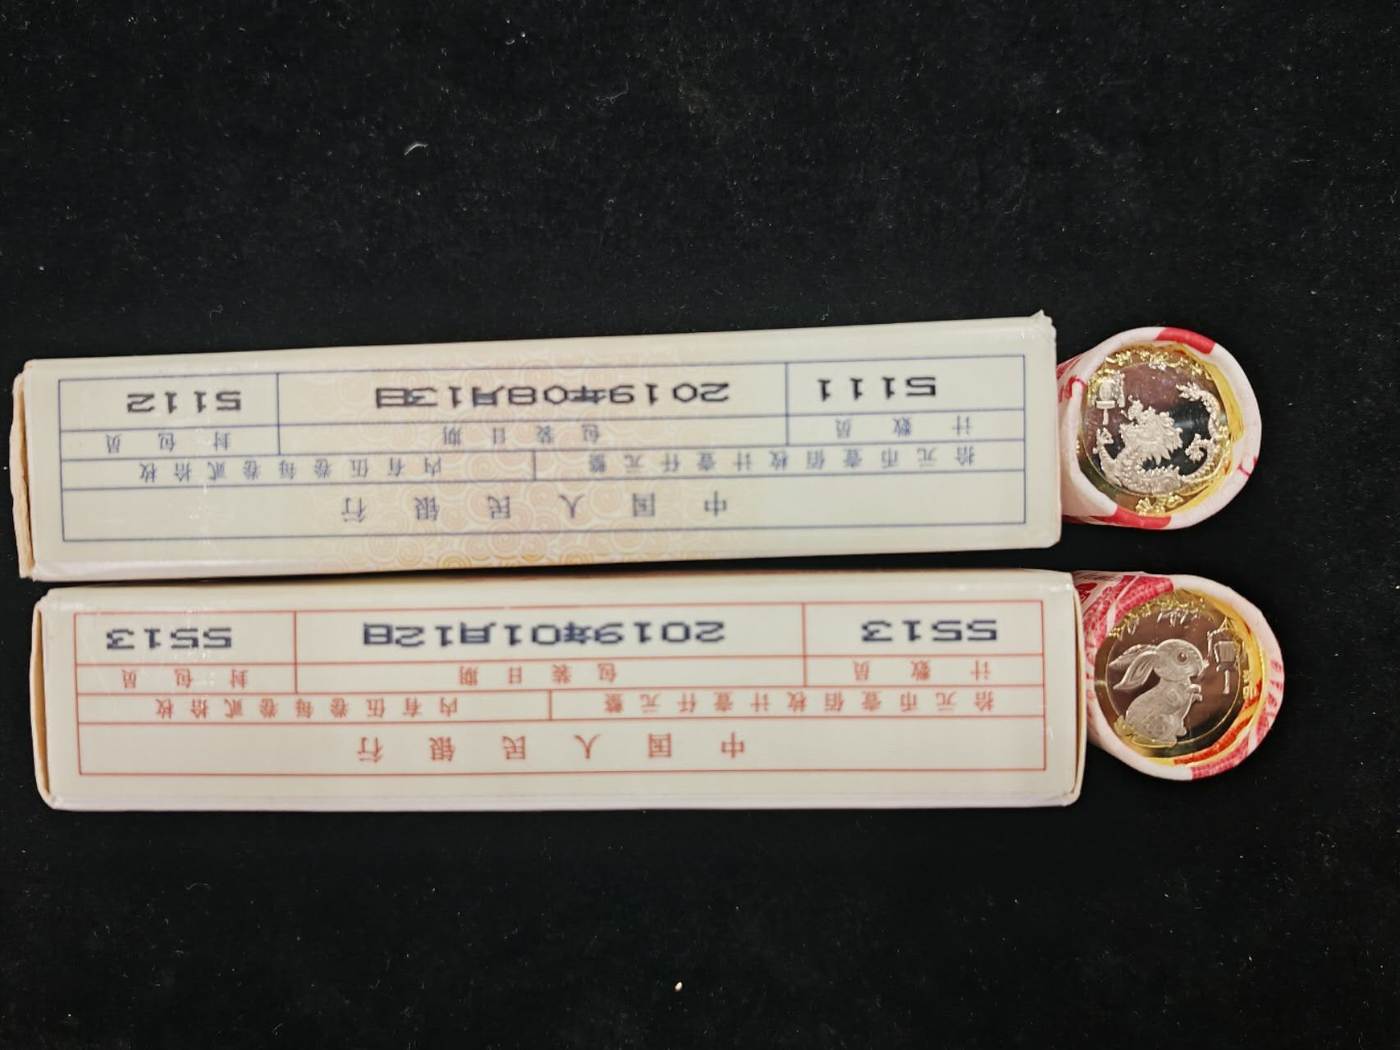 中国人民银行
拾元币壹佰枚计壹仟元整 内有伍卷每卷贰拾枚
计数员 包装日期 封包员
5111 2019年08月13日 5112
中国人民银行
拾元币壹佰枚计壹仟元整 内有伍卷每卷贰拾枚
计数员 包装日期 封包员
5513 2019年01月12日 5513